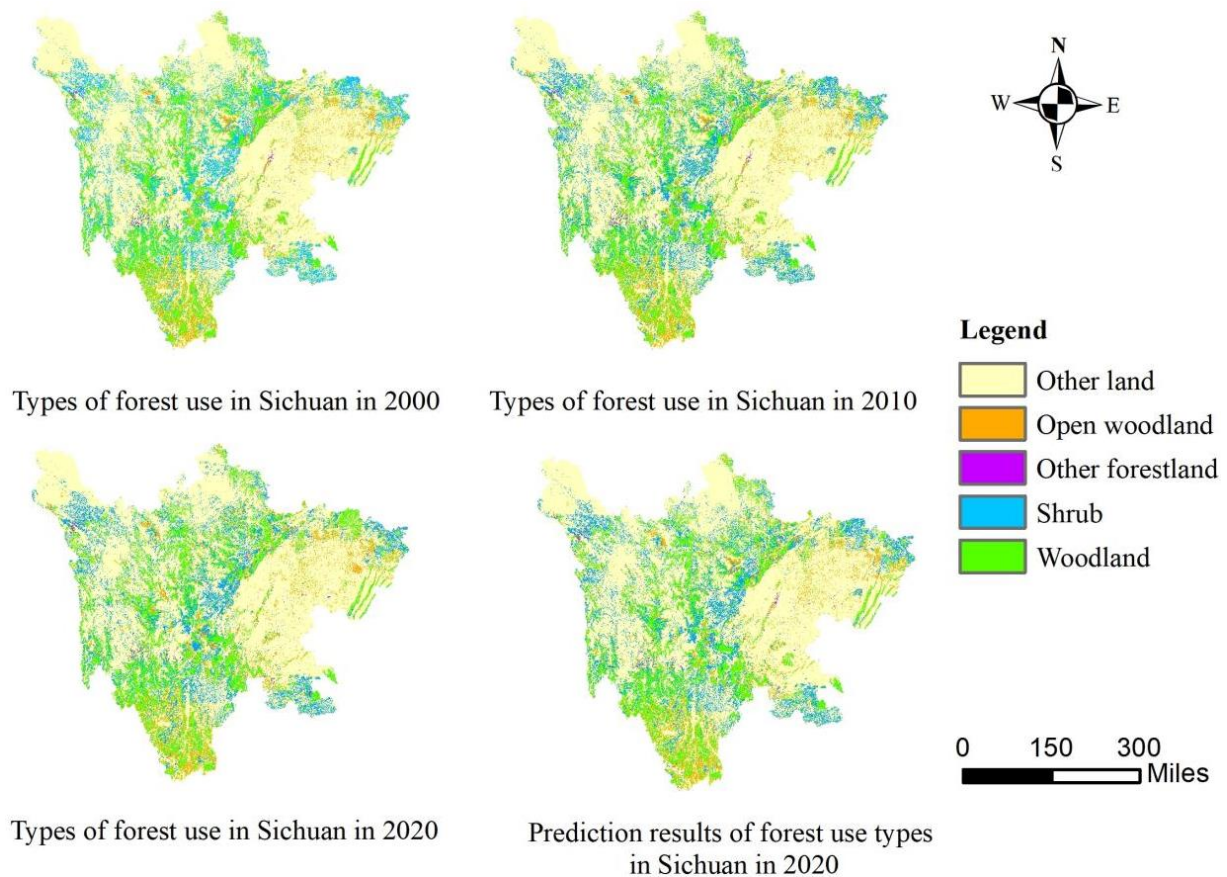 N
W E
S
Types of forest use in Sichuan in 2000
Types of forest use in Sichuan in 2010
Legend
Other land
Open woodland
Other forestland
Shrub
Woodland
0 150 300
Miles
Types of forest use in Sichuan in 2020
Prediction results of forest use types
in Sichuan in 2020